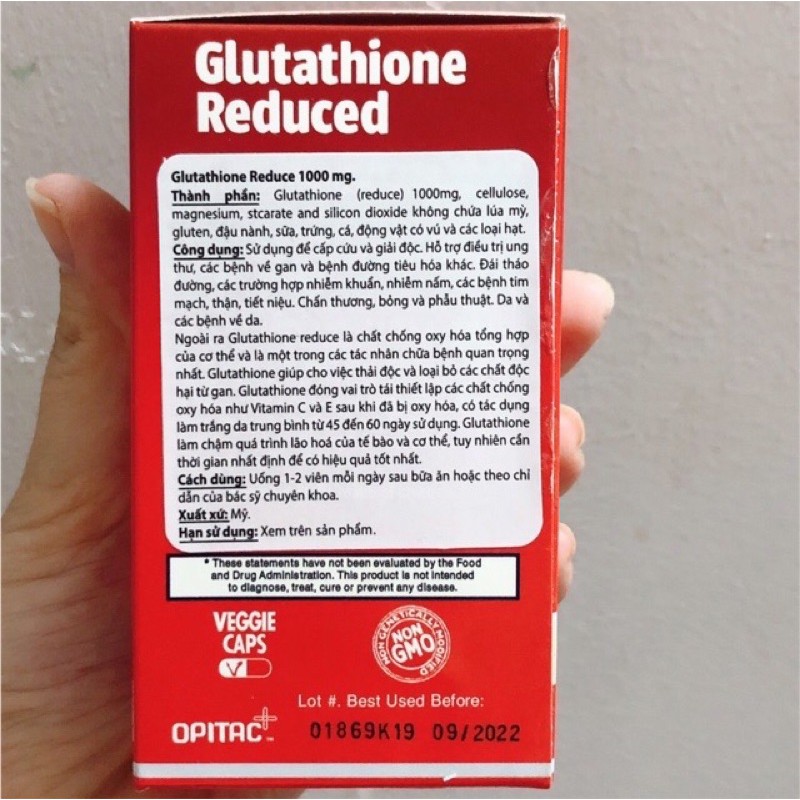 Glutathione
Reduced
Glutathione Reduce 1000 mg.
Thành phần: Glutathione (reduce) 1000mg, cellulose,
magnesium, stcarate and silicon dioxide không chứa lúa mỳ,
gluten, đậu nành, sữa, trứng, cá, động vật có vú và các loại hạt.
Công dụng: Sử dụng để cấp cứu và giải độc. Hỗ trợ điều trị ung
thư, các bệnh về gan và bệnh đường tiêu hóa khác. Đái tháo
đường, các trường hợp nhiễm khuẩn, nhiễm nấm, các bệnh tim
mạch, thận, tiết niệu. Chấn thương, bỏng và phẫu thuật. Da và
các bệnh về da.
Ngoài ra Glutathione reduce là chất chống oxy hóa tổng hợp
của cơ thể và là một trong các tác nhân chữa bệnh quan trọng
nhất. Glutathione giúp cho việc thải độc và loại bỏ các chất độc
hại từ gan. Glutathione đóng vai trò tái thiết lập các chất chống
oxy hóa như Vitamin C và E sau khi đã bị oxy hóa, có tác dụng
làm trắng da trung bình từ 45 đến 60 ngày sử dụng. Glutathione
làm chậm quá trình lão hoá của tế bào và cơ thể, tuy nhiên cần
thời gian nhất định để có hiệu quả tốt nhất.
Cách dùng: Uống 1-2 viên mỗi ngày sau bữa ăn hoặc theo chỉ
dẫn của bác sỹ chuyên khoa.
Xuất xứ: Mỹ.
Hạn sử dụng: Xem trên sản phẩm.
* These statements have not been evaluated by the Food
and Drug Administration. This product is not intended
to diagnose, treat, cure or prevent any disease.
VEGGIE
CAPS
V
NON GENETICALLY MODIFIED
NON
GMO
Lot #. Best Used Before:
OPITAC+™ 01869K19 09/2022